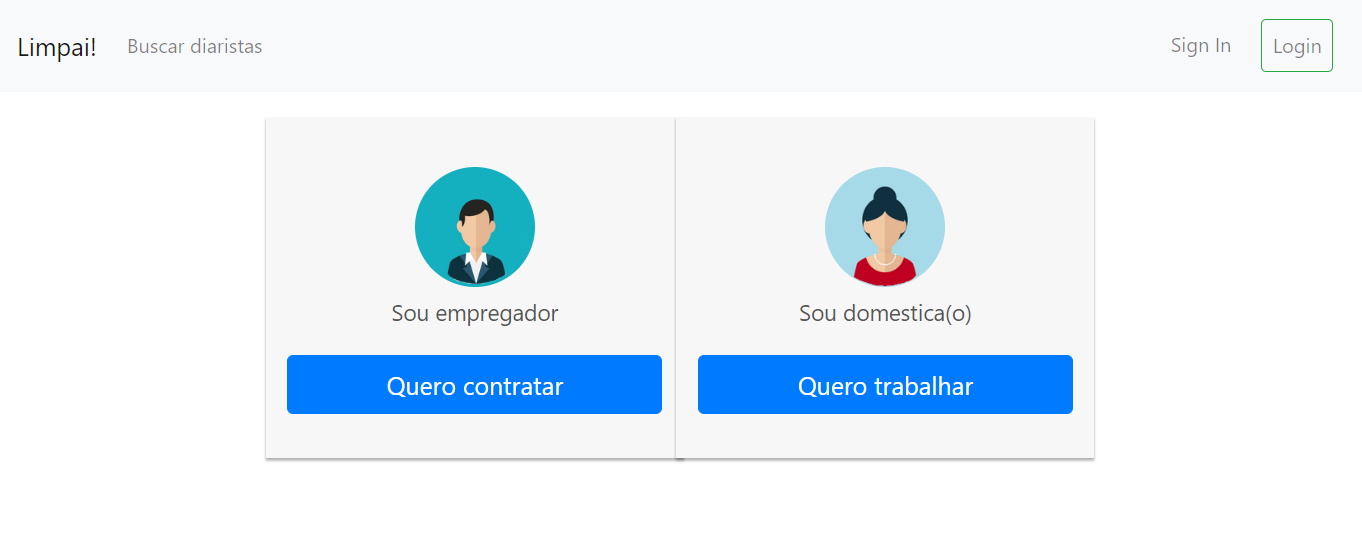 Limpai!
Buscar diaristas
Sign In
Login
Sou empregador
Quero contratar
Sou domestica(o)
Quero trabalhar